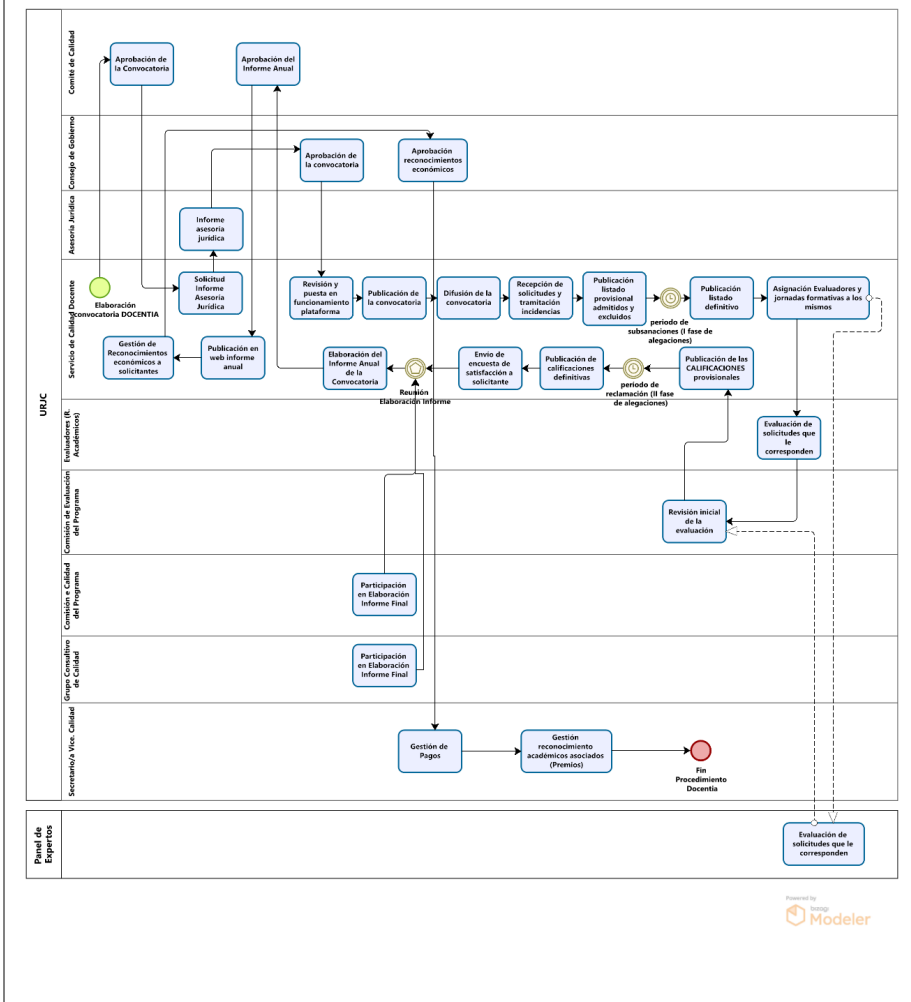 URJC
Comité de Calidad
Aprobación de
la Convocatoria
Aprobación del
Informe Anual
Consejo de Gobierno
Aprobación de
la convocatoria
Aprobación
reconocimientos
económicos
Asesoría Jurídica
Informe
asesoría
jurídica
Servicio de Calidad Docente
Elaboración
convocatoria DOCENTIA
Solicitud
Informe
Asesoría
Jurídica
Revisión y
puesta en
funcionamiento
plataforma
Publicación de
la convocatoria
Difusión de la
convocatoria
Recepción de
solicitudes y
tramitación
incidencias
Publicación
listado
provisional
admitidos y
excluidos
periodo de
subsanaciones (I fase
de alegaciones)
Publicación
listado
definitivo
Asignación Evaluadores y
jornadas formativas a los
mismos
Gestión de
Reconocimientos
económicos a
solicitantes
Publicación en
web informe
anual
Elaboración del
Informe Anual
de la
Convocatoria
Reunión
Elaboración Informe
Envío de
encuesta de
satisfacción a
solicitante
Publicación de
calificaciones
definitivas
periodo de
reclamación (II fase
de alegaciones)
Publicación de las
CALIFICACIONES
provisionales
Evaluadores (R.
Académicos)
Evaluación de
solicitudes que
le
corresponden
Comisión de Evaluación
del Programa
Revisión inicial
de la
evaluación
Comisión e Calidad
del Programa
Participación
en Elaboración
Informe Final
Grupo Consultivo
de Calidad
Participación
en Elaboración
Informe Final
Secretario/a Vice. Calidad
Gestión de
Pagos
Gestión
reconocimiento
académicos asociados
(Premios)
Fin
Procedimiento
Docentia
Panel de
Expertos
Evaluación de
solicitudes que le
corresponden
Powered by
bizagi
Modeler